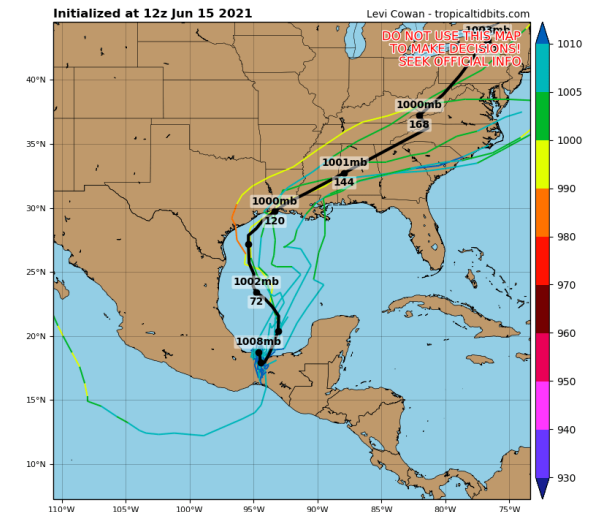 Initialized at 12z Jun 15 2021
Levi Cowan - tropicaltidbits.com
1003mb
DO NOT USE THIS MAP
TO MAKE DECISIONS!
SEEK OFFICIAL INFO
1000mb
168
1001mb
144
1000mb
120
1002mb
72
1008mb
40°N
35°N
30°N
25°N
20°N
15°N
10°N
110°W
105°W
100°W
95°W
90°W
85°W
80°W
75°W
1010
1005
1000
990
980
970
960
950
940
930